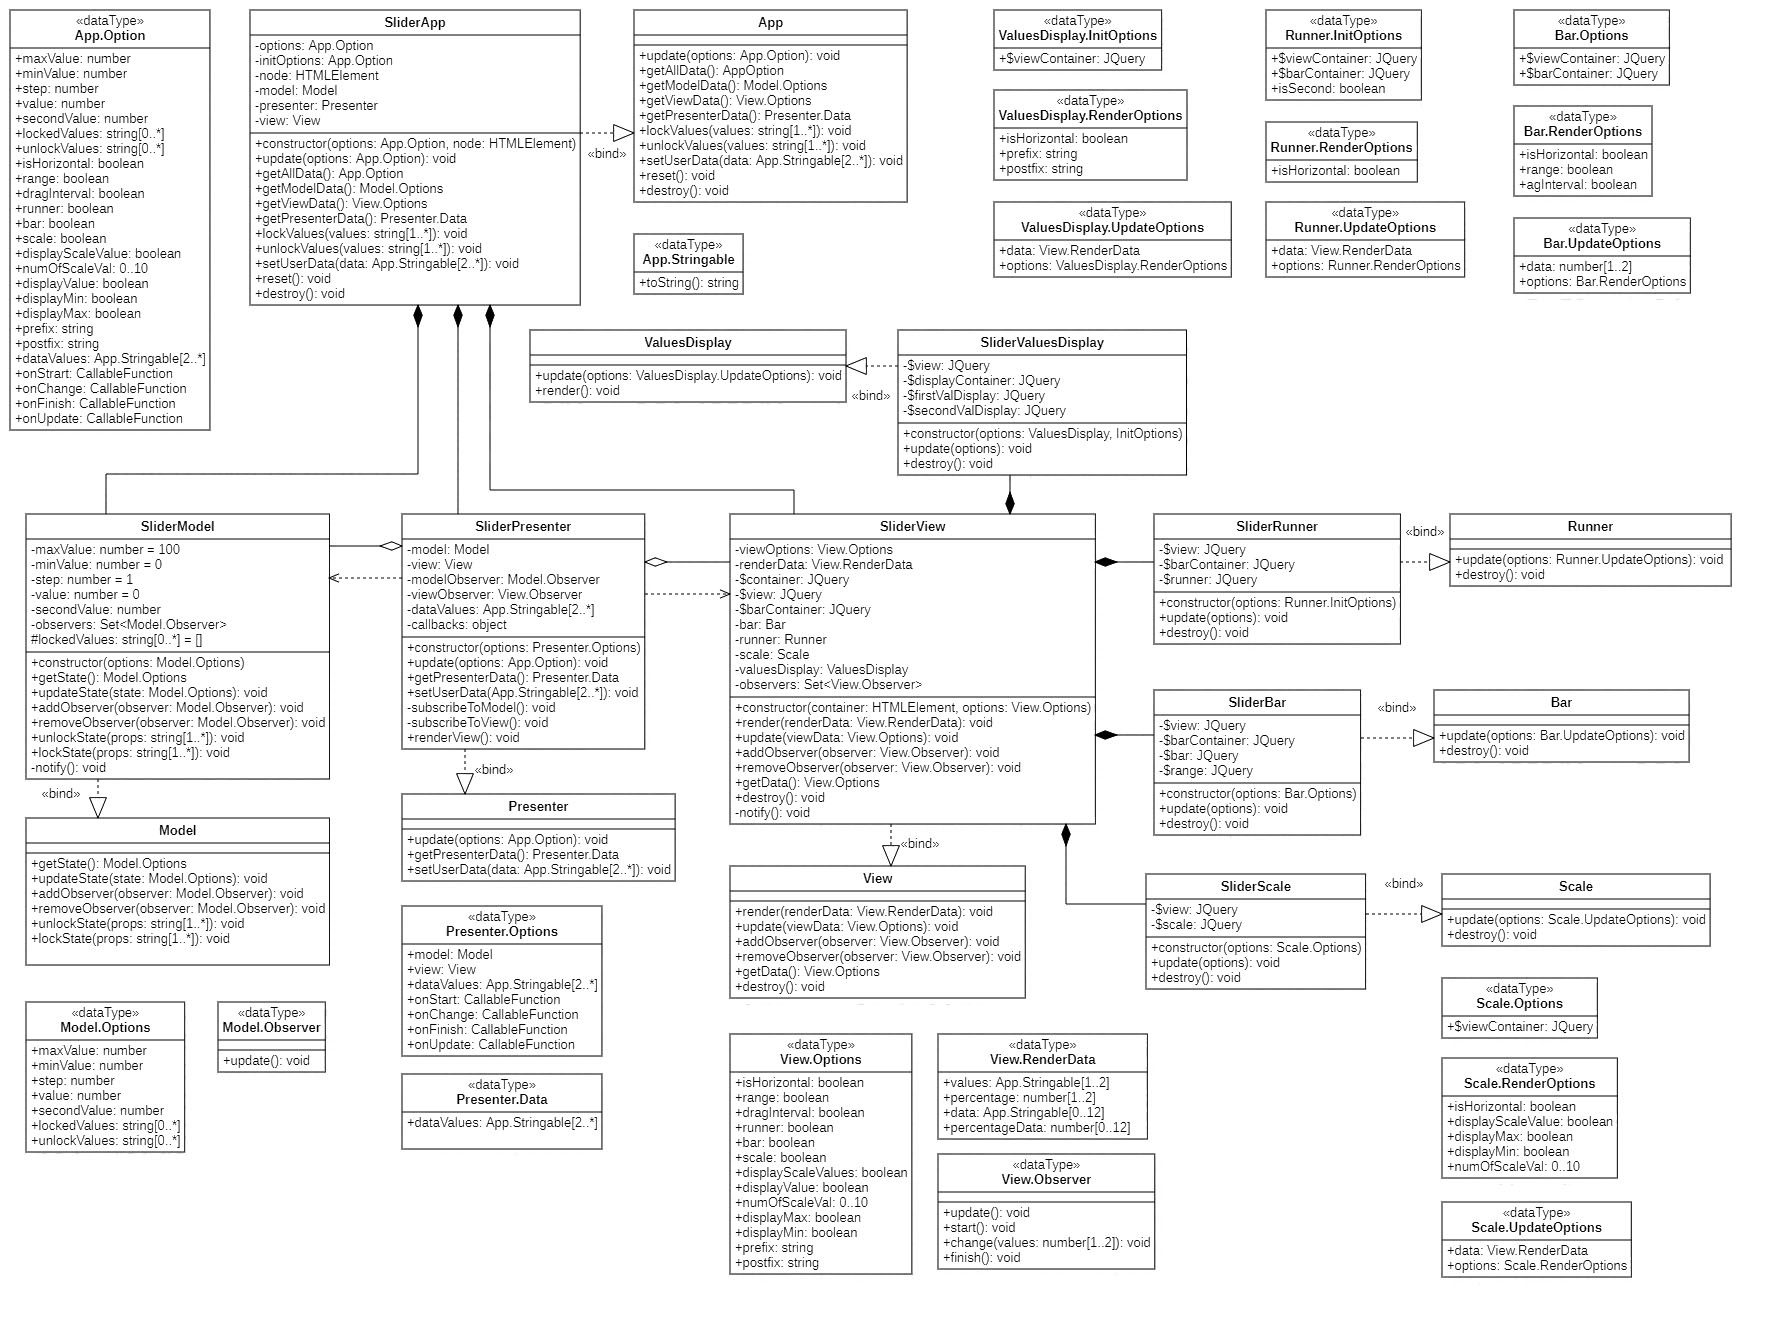 «dataType»
App.Option
+maxValue: number
+minValue: number
+step: number
+value: number
+secondValue: number
+lockedValues: string[0..*]
+unlockValues: string[0..*]
+isHorizontal: boolean
+range: boolean
+dragInterval: boolean
+runner: boolean
+bar: boolean
+scale: boolean
+displayScaleValue: boolean
+numOfScaleVal: 0..10
+displayValue: boolean
+displayMin: boolean
+displayMax: boolean
+prefix: string
+postfix: string
+dataValues: App.Stringable[2..*]
+onStrart: CallableFunction
+onChange: CallableFunction
+onFinish: CallableFunction
+onUpdate: CallableFunction
SliderApp
-options: App.Option
-initOptions: App.Option
-node: HTMLElement
-model: Model
-presenter: Presenter
-view: View
+constructor(options: App.Option, node: HTMLElement)
+update(options: App.Option): void
+getAllData(): App.Option
+getModelData(): Model.Options
+getViewData(): View.Options
+getPresenterData(): Presenter.Data
+lockValues(values: string[1..*]): void
+unlockValues(values: string[1..*]): void
+setUserData(data: App.Stringable[2..*]): void
+reset(): void
+destroy(): void
«bind»
App
+update(options: App.Option): void
+getAllData(): AppOption
+getModelData(): Model.Options
+getViewData(): View.Options
+getPresenterData(): Presenter.Data
+lockValues(values: string[1..*]): void
+unlockValues(values: string[1..*]): void
+setUserData(data: App.Stringable[2..*]): void
+reset(): void
+destroy(): void
«dataType»
App.Stringable
+toString(): string
«dataType»
ValuesDisplay.InitOptions
+$viewContainer: JQuery
«dataType»
ValuesDisplay.RenderOptions
+isHorizontal: boolean
+prefix: string
+postfix: string
«dataType»
ValuesDisplay.UpdateOptions
+data: View.RenderData
+options: ValuesDisplay.RenderOptions
«dataType»
Runner.InitOptions
+$viewContainer: JQuery
+$barContainer: JQuery
+isSecond: boolean
«dataType»
Runner.RenderOptions
+isHorizontal: boolean
«dataType»
Runner.UpdateOptions
+data: View.RenderData
+options: Runner.RenderOptions
«dataType»
Bar.Options
+$viewContainer: JQuery
+$barContainer: JQuery
«dataType»
Bar.RenderOptions
+isHorizontal: boolean
+range: boolean
+agInterval: boolean
«dataType»
Bar.UpdateOptions
+data: number[1..2]
+options: Bar.RenderOptions
ValuesDisplay
+update(options: ValuesDisplay.UpdateOptions): void
+render(): void
«bind»
SliderValuesDisplay
-$view: JQuery
-$displayContainer: JQuery
-$firstValDisplay: JQuery
-$secondValDisplay: JQuery
+constructor(options: ValuesDisplay, InitOptions)
+update(options): void
+destroy(): void
SliderModel
-maxValue: number = 100
-minValue: number = 0
-step: number = 1
-value: number = 0
-secondValue: number
-observers: Set<Model.Observer>
#lockedValues: string[0..*] = []
+constructor(options: Model.Options)
+getState(): Model.Options
+updateState(state: Model.Options): void
+addObserver(observer: Model.Observer): void
+removeObserver(observer: Model.Observer): void
+unlockState(props: string[1..*]): void
+lockState(props: string[1..*]): void
-notify(): void
«bind»
Model
+getState(): Model.Options
+updateState(state: Model.Options): void
+addObserver(observer: Model.Observer): void
+removeObserver(observer: Model.Observer): void
+unlockState(props: string[1..*]): void
+lockState(props: string[1..*]): void
«dataType»
Model.Options
+maxValue: number
+minValue: number
+step: number
+value: number
+secondValue: number
+lockedValues: string[0..*]
+unlockValues: string[0..*]
«dataType»
Model.Observer
+update(): void
SliderPresenter
-model: Model
-view: View
-modelObserver: Model.Observer
-viewObserver: View.Observer
-dataValues: App.Stringable[2..*]
-callbacks: object
+constructor(options: Presenter.Options)
+update(options: App.Option): void
+getPresenterData(): Presenter.Data
+setUserData(App.Stringable[2..*]): void
-subscribeToModel(): void
-subscribeToView(): void
+renderView(): void
«bind»
Presenter
+update(options: App.Option): void
+getPresenterData(): Presenter.Data
+setUserData(data: App.Stringable[2..*]): void
«dataType»
Presenter.Options
+model: Model
+view: View
+dataValues: App.Stringable[2..*]
+onStart: CallableFunction
+onChange: CallableFunction
+onFinish: CallableFunction
+onUpdate: CallableFunction
«dataType»
Presenter.Data
+dataValues: App.Stringable[2..*]
SliderView
-viewOptions: View.Options
-renderData: View.RenderData
-$container: JQuery
-$view: JQuery
-$barContainer: JQuery
-bar: Bar
-runner: Runner
-scale: Scale
-valuesDisplay: ValuesDisplay
-observers: Set<View.Observer>
+constructor(container: HTMLElement, options: View.Options)
+render(renderData: View.RenderData): void
+update(viewData: View.Options): void
+addObserver(observer: View.Observer): void
+removeObserver(observer: View.Observer): void
+getData(): View.Options
+destroy(): void
-notify(): void
«bind»
View
+render(renderData: View.RenderData): void
+update(viewData: View.Options): void
+addObserver(observer: View.Observer): void
+removeObserver(observer: View.Observer): void
+getData(): View.Options
+destroy(): void
«dataType»
View.Options
+isHorizontal: boolean
+range: boolean
+dragInterval: boolean
+runner: boolean
+bar: boolean
+scale: boolean
+displayScaleValues: boolean
+displayValue: boolean
+numOfScaleVal: 0..10
+displayMax: boolean
+displayMin: boolean
+prefix: string
+postfix: string
«dataType»
View.RenderData
+values: App.Stringable[1..2]
+percentage: number[1..2]
+data: App.Stringable[0..12]
+percentageData: number[0..12]
«dataType»
View.Observer
+update(): void
+start(): void
+change(values: number[1..2]): void
+finish(): void
SliderRunner
-$view: JQuery
-$barContainer: JQuery
-$runner: JQuery
+constructor(options: Runner.InitOptions)
+update(options): void
+destroy(): void
«bind»
Runner
+update(options: Runner.UpdateOptions): void
+destroy(): void
SliderBar
-$view: JQuery
-$barContainer: JQuery
-$bar: JQuery
-$range: JQuery
+constructor(options: Bar.Options)
+update(options): void
+destroy(): void
«bind»
Bar
+update(options: Bar.UpdateOptions): void
+destroy(): void
SliderScale
-$view: JQuery
-$scale: JQuery
+constructor(options: Scale.Options)
+update(options): void
+destroy(): void
«bind»
Scale
+update(options: Scale.UpdateOptions): void
+destroy(): void
«dataType»
Scale.Options
+$viewContainer: JQuery
«dataType»
Scale.RenderOptions
+isHorizontal: boolean
+displayScaleValue: boolean
+displayMax: boolean
+displayMin: boolean
+numOfScaleVal: 0..10
«dataType»
Scale.UpdateOptions
+data: View.RenderData
+options: Scale.RenderOptions